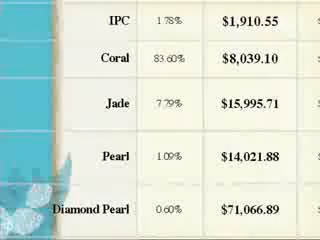 IPC 1.78% $1,910.55
Coral 83.60% $8,039.10
Jade 7.79% $15,995.71
Pearl 1.09% $14,021.88
Diamond Pearl 0.60% $71,066.89